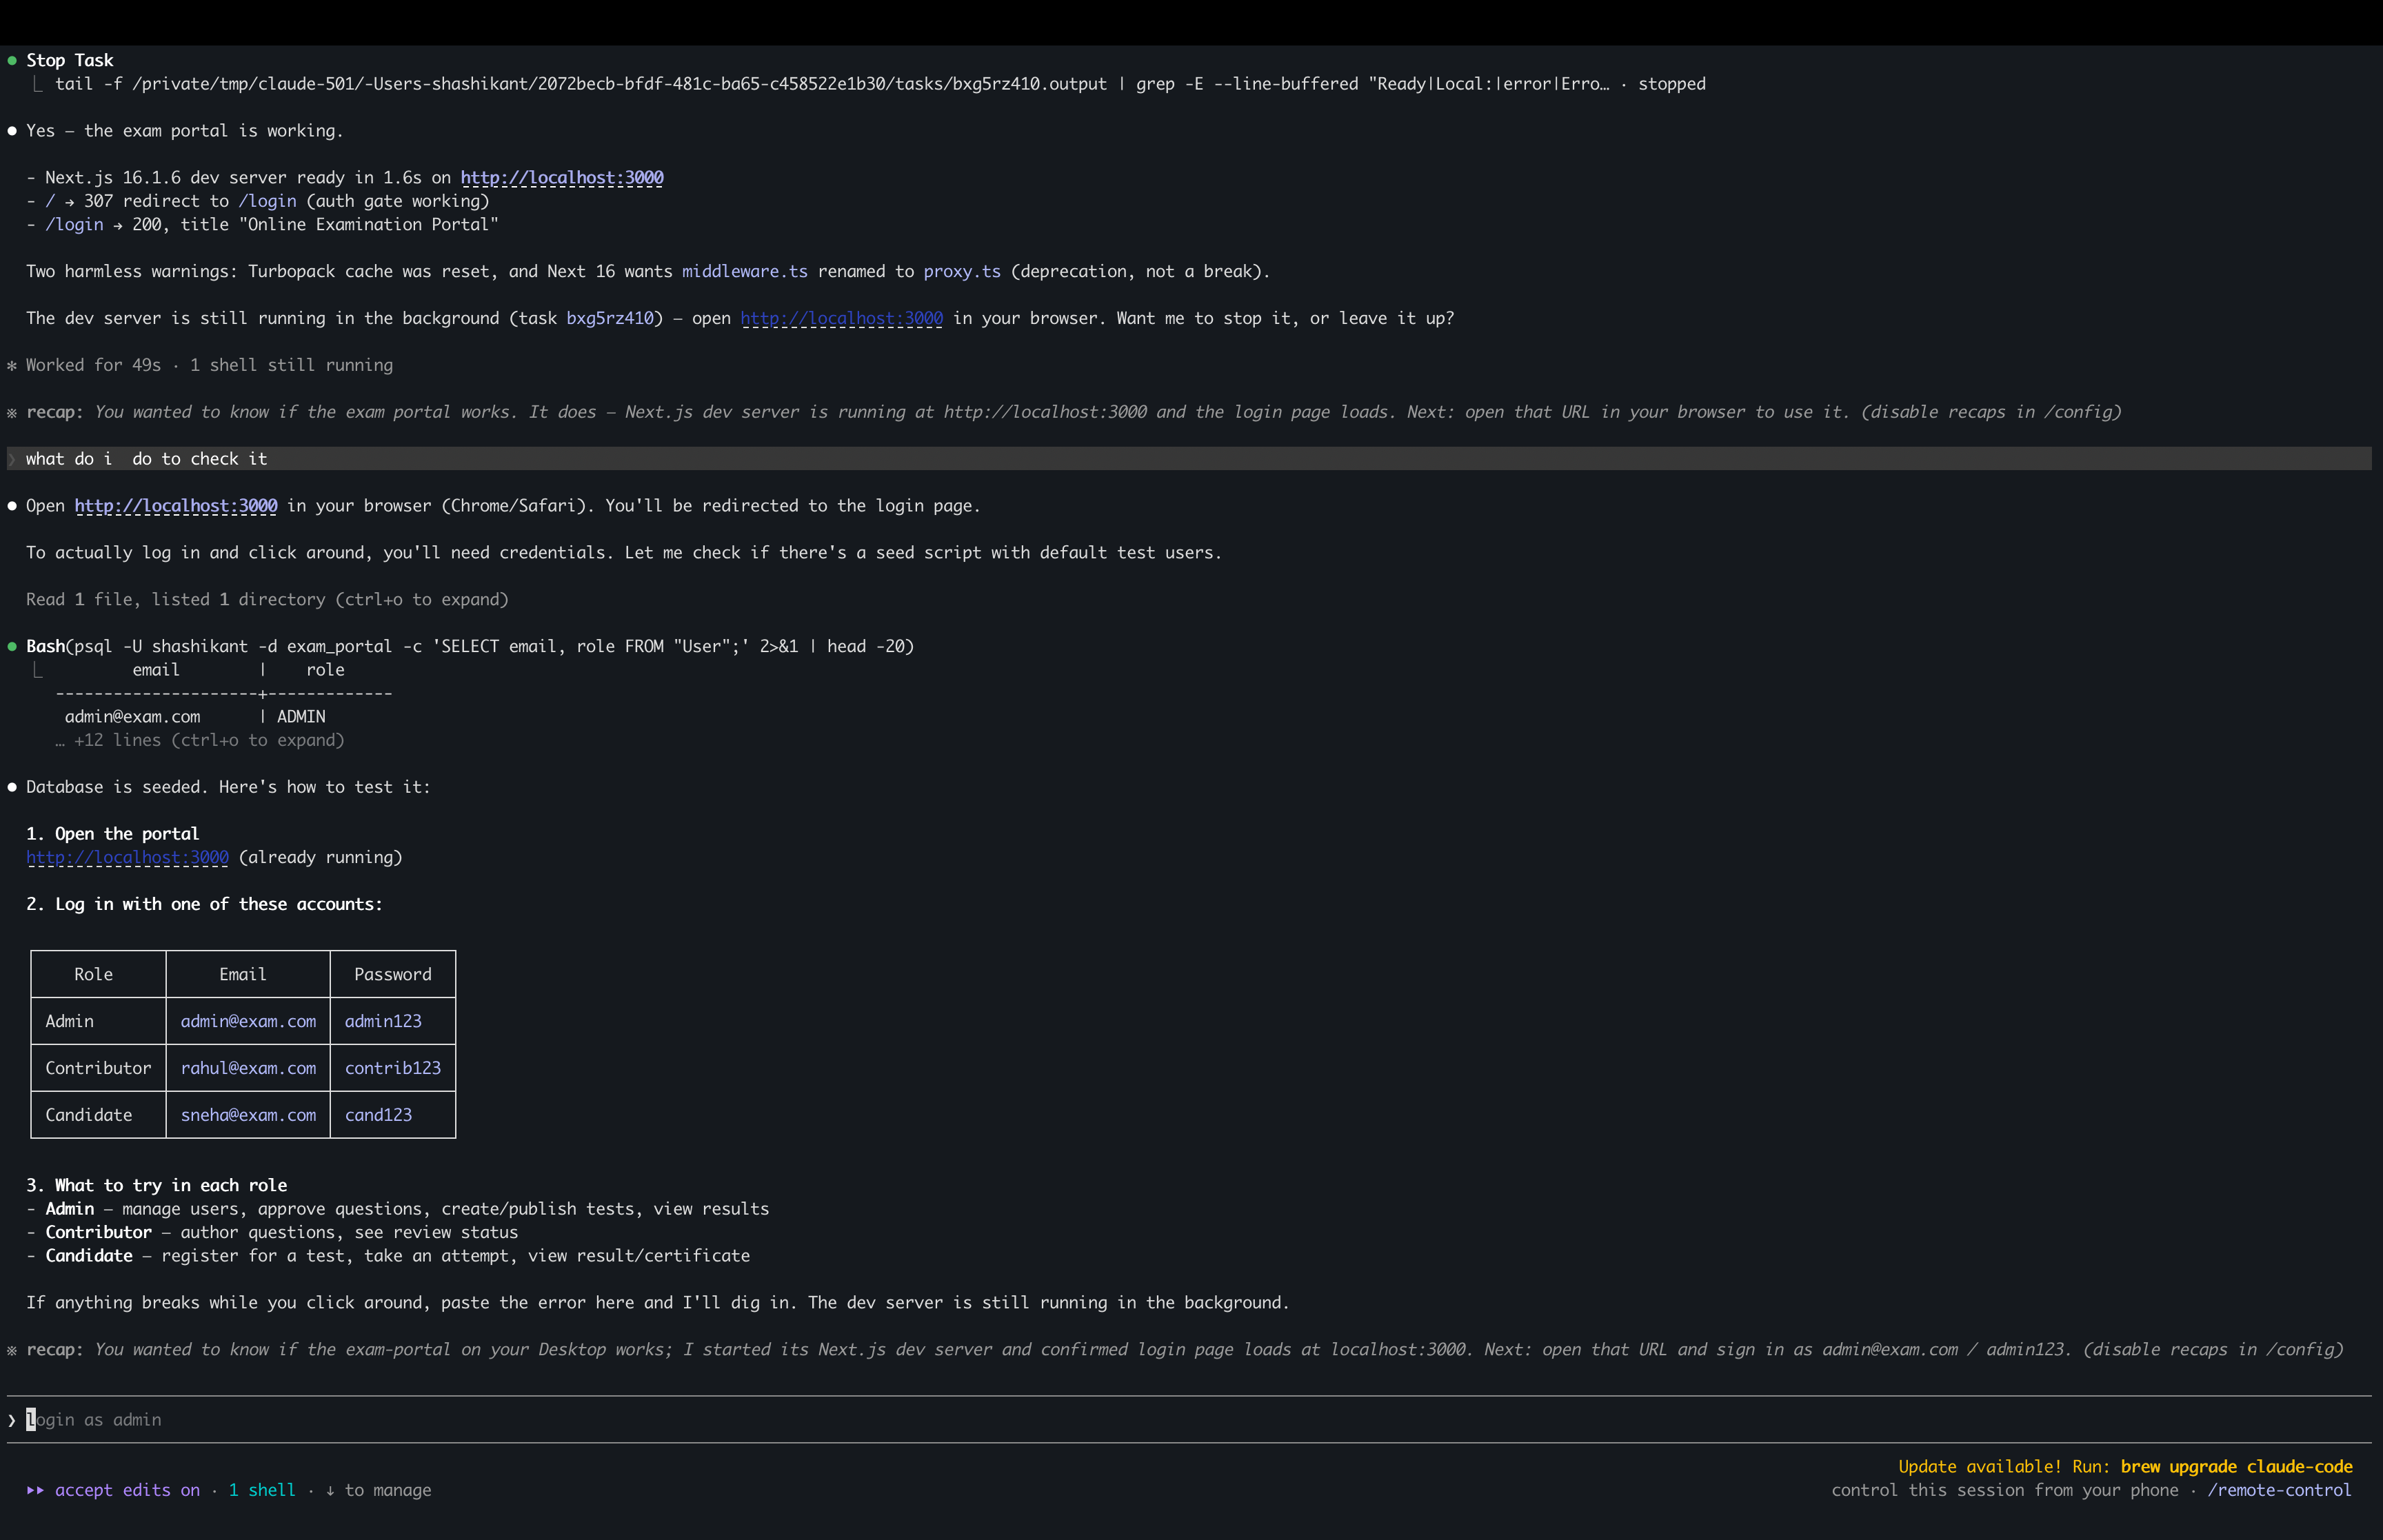 ● Stop Task
⎿ tail -f /private/tmp/claude-501/-Users-shashikant/2072becb-bfdf-481c-ba65-c458522e1b30/tasks/bxg5rz410.output | grep -E --line-buffered "Ready|Local:|error|Erro… · stopped
● Yes — the exam portal is working.
- Next.js 16.1.6 dev server ready in 1.6s on http://localhost:3000
- / → 307 redirect to /login (auth gate working)
- /login → 200, title "Online Examination Portal"
Two harmless warnings: Turbopack cache was reset, and Next 16 wants middleware.ts renamed to proxy.ts (deprecation, not a break).
The dev server is still running in the background (task bxg5rz410) — open http://localhost:3000 in your browser. Want me to stop it, or leave it up?
✻ Worked for 49s · 1 shell still running
※ recap: You wanted to know if the exam portal works. It does — Next.js dev server is running at http://localhost:3000 and the login page loads. Next: open that URL in your browser to use it. (disable recaps in /config)
❯ what do i  do to check it
● Open http://localhost:3000 in your browser (Chrome/Safari). You'll be redirected to the login page.
To actually log in and click around, you'll need credentials. Let me check if there's a seed script with default test users.
Read 1 file, listed 1 directory (ctrl+o to expand)
● Bash(psql -U shashikant -d exam_portal -c 'SELECT email, role FROM "User";' 2>&1 | head -20)
⎿ email | role
---------------------+-------------
admin@exam.com | ADMIN
… +12 lines (ctrl+o to expand)
● Database is seeded. Here's how to test it:
1. Open the portal
http://localhost:3000 (already running)
2. Log in with one of these accounts:
Role Email Password
Admin admin@exam.com admin123
Contributor rahul@exam.com contrib123
Candidate sneha@exam.com cand123
3. What to try in each role
- Admin — manage users, approve questions, create/publish tests, view results
- Contributor — author questions, see review status
- Candidate — register for a test, take an attempt, view result/certificate
If anything breaks while you click around, paste the error here and I'll dig in. The dev server is still running in the background.
※ recap: You wanted to know if the exam-portal on your Desktop works; I started its Next.js dev server and confirmed login page loads at localhost:3000. Next: open that URL and sign in as admin@exam.com / admin123. (disable recaps in /config)
❯ login as admin
Update available! Run: brew upgrade claude-code
⏵⏵ accept edits on · 1 shell · ↓ to manage
control this session from your phone · /remote-control